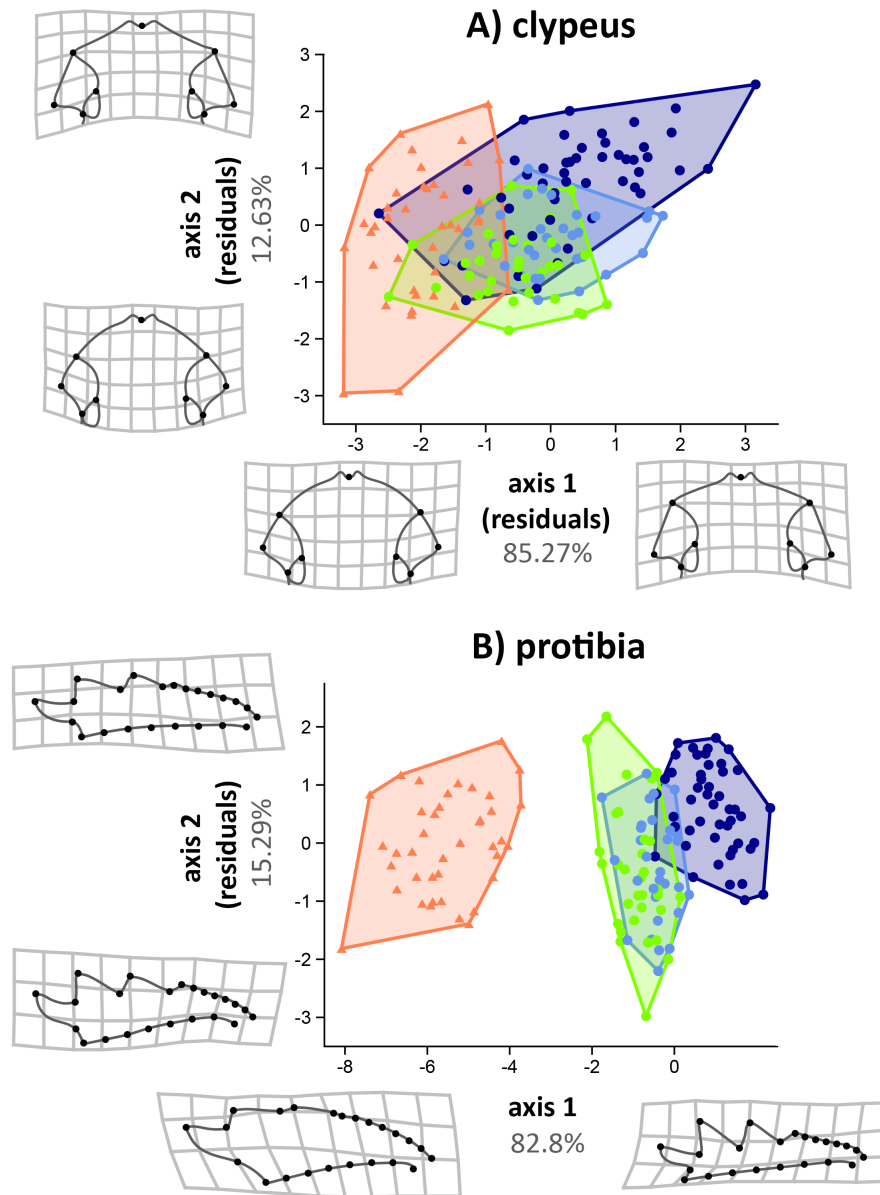 A) clypeus
3
2
1
0
-1
-2
-3
axis 2
(residuals)
12.63%
-3 -2 -1 0 1 2 3
axis 1
(residuals)
85.27%
B) protibia
2
1
0
-1
-2
-3
axis 2
(residuals)
15.29%
-8 -6 -4 -2 0
axis 1
82.8%